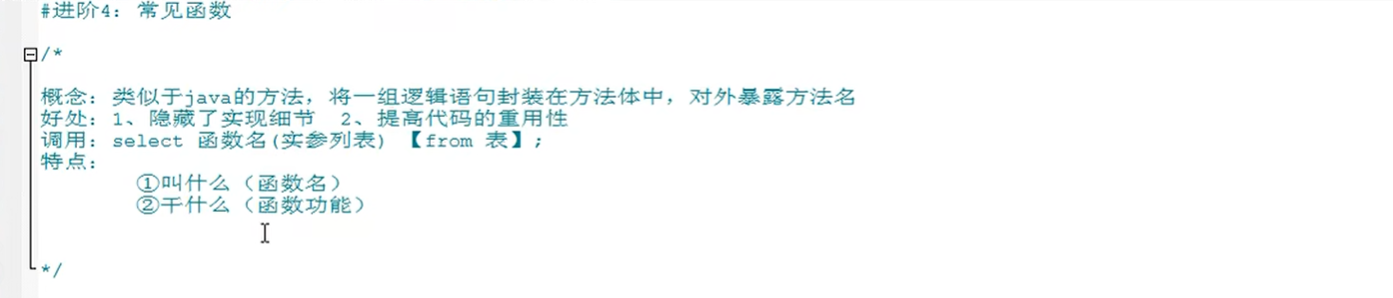 #进阶4：常见函数
/*
概念：类似于java的方法，将一组逻辑语句封装在方法体中，对外暴露方法名
好处：1、隐藏了实现细节  2、提高代码的重用性
调用：select 函数名(实参列表) 【from 表】;
特点：
①叫什么（函数名）
②干什么（函数功能）
*/